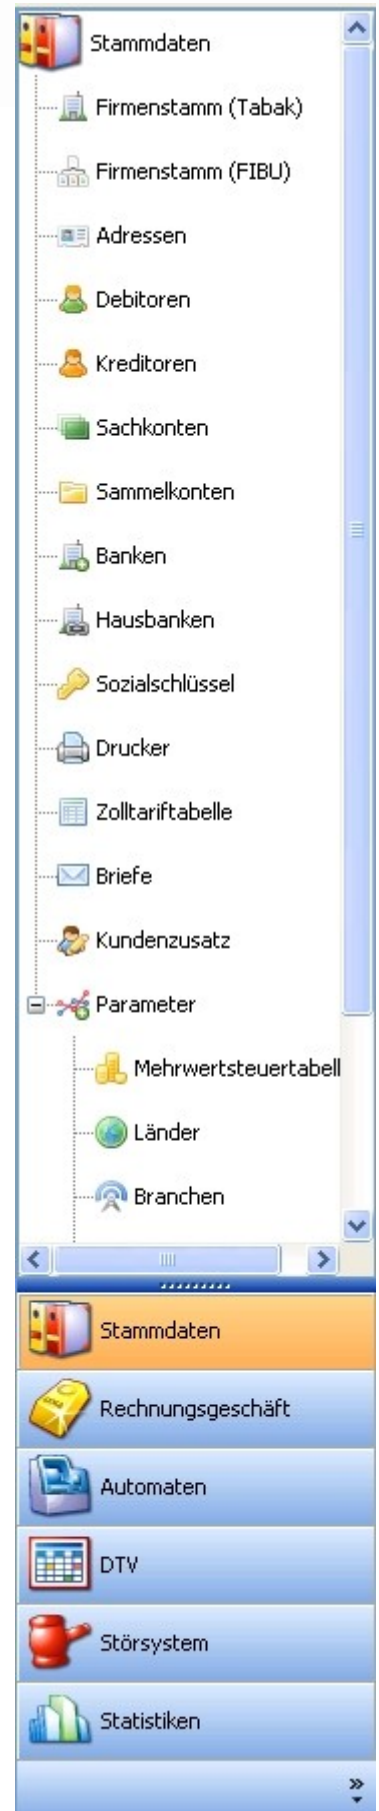 Stammdaten
Firmenstamm (Tabak)
Firmenstamm (FIBU)
Adressen
Debitoren
Kreditoren
Sachkonten
Sammelkonten
Banken
Hausbanken
Sozialschlüssel
Drucker
Zolltariftabelle
Briefe
Kundenzusatz
Parameter
Mehrwertsteuertabell
Länder
Branchen
Stammdaten
Rechnungsgeschäft
Automaten
DTV
Störsystem
Statistiken